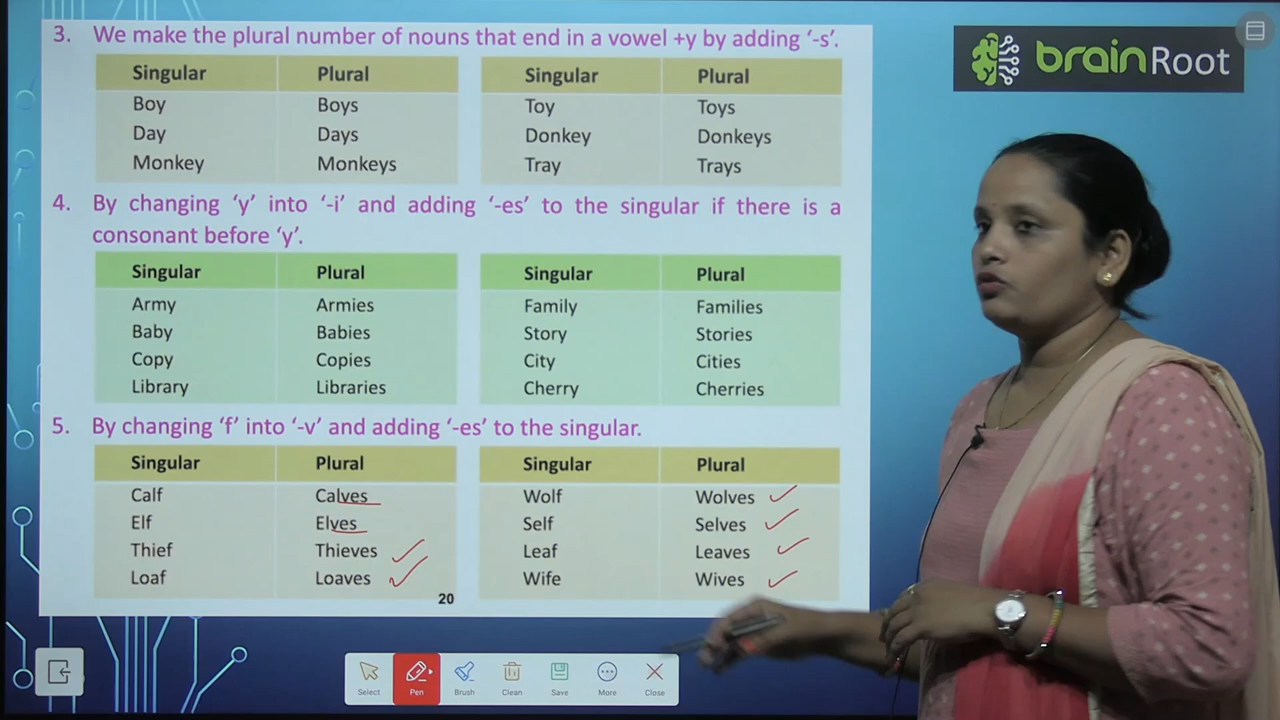 3. We make the plural number of nouns that end in a vowel +y by adding '-s'.
Singular Plural Singular Plural
Boy Boys Toy Toys
Day Days Donkey Donkeys
Monkey Monkeys Tray Trays
4. By changing 'y' into '-i' and adding '-es' to the singular if there is a
consonant before 'y'.
Singular Plural Singular Plural
Army Armies Family Families
Baby Babies Story Stories
Copy Copies City Cities
Library Libraries Cherry Cherries
5. By changing 'f' into '-v' and adding '-es' to the singular.
Singular Plural Singular Plural
Calf Calves Wolf Wolves
Elf Elves Self Selves
Thief Thieves Leaf Leaves
Loaf Loaves Wife Wives
20
brainRoot
Select Pen Brush Clean Save More Close